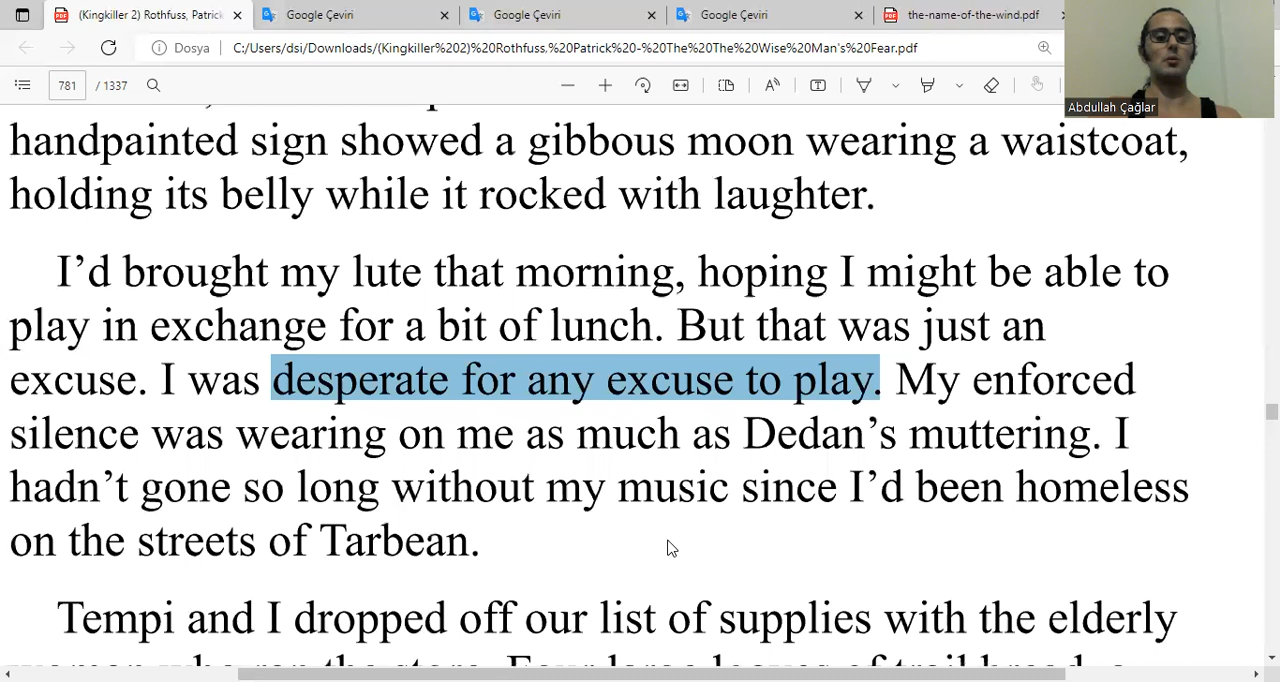 (Kingkiller 2) Rothfuss, Patrick
Google Çeviri
Google Çeviri
Google Çeviri
the-name-of-the-wind.pdf
Dosya
C:/Users/dsi/Downloads/(Kingkiller%202)%20Rothfuss,%20Patrick%20-%20The%20The%20Wise%20Man's%20Fear.pdf
781 / 1337
Abdullah Çağlar
handpainted sign showed a gibbous moon wearing a waistcoat,
holding its belly while it rocked with laughter.
I’d brought my lute that morning, hoping I might be able to
play in exchange for a bit of lunch. But that was just an
excuse. I was desperate for any excuse to play. My enforced
silence was wearing on me as much as Dedan’s muttering. I
hadn’t gone so long without my music since I’d been homeless
on the streets of Tarbean.
Tempi and I dropped off our list of supplies with the elderly